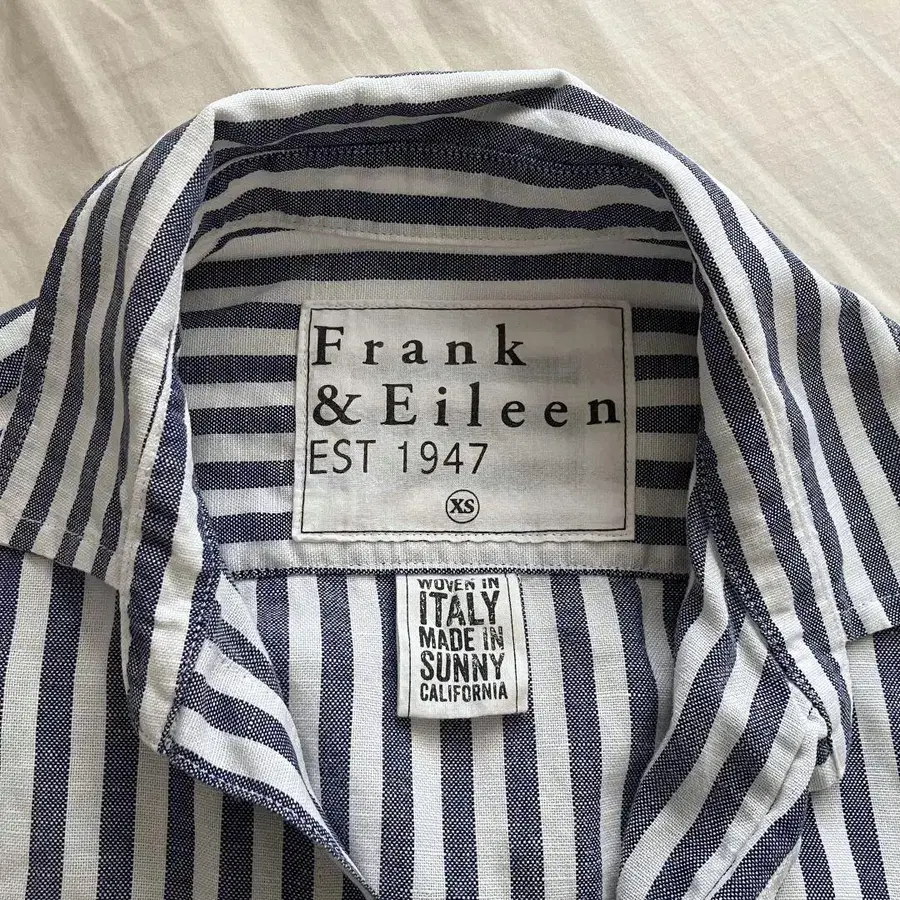 Frank
& Eileen
EST 1947
XS
WOVEN IN
ITALY
MADE IN
SUNNY
CALIFORNIA